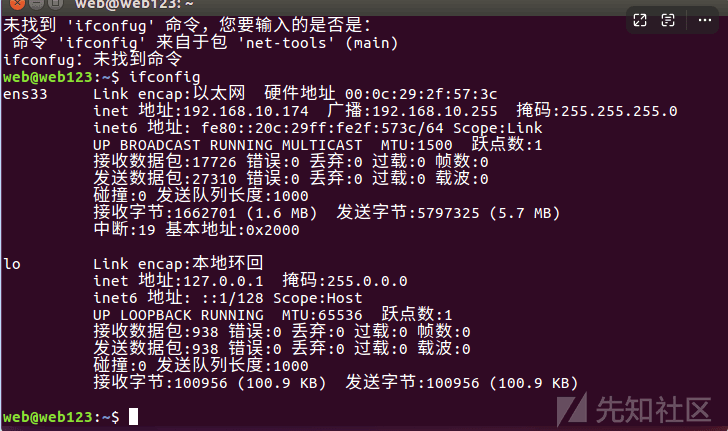 web@web123: ~
未找到 'ifconfug' 命令，您要输入的是否是：
命令 'ifconfig' 来自于包 'net-tools' (main)
ifconfug：未找到命令
web@web123:~$ ifconfig
ens33 Link encap:以太网 硬件地址 00:0c:29:2f:57:3c
inet 地址:192.168.10.174 广播:192.168.10.255 掩码:255.255.255.0
inet6 地址: fe80::20c:29ff:fe2f:573c/64 Scope:Link
UP BROADCAST RUNNING MULTICAST MTU:1500 跃点数:1
接收数据包:17726 错误:0 丢弃:0 过载:0 帧数:0
发送数据包:27310 错误:0 丢弃:0 过载:0 载波:0
碰撞:0 发送队列长度:1000
接收字节:1662701 (1.6 MB) 发送字节:5797325 (5.7 MB)
中断:19 基本地址:0x2000
lo Link encap:本地环回
inet 地址:127.0.0.1 掩码:255.0.0.0
inet6 地址: ::1/128 Scope:Host
UP LOOPBACK RUNNING MTU:65536 跃点数:1
接收数据包:938 错误:0 丢弃:0 过载:0 帧数:0
发送数据包:938 错误:0 丢弃:0 过载:0 载波:0
碰撞:0 发送队列长度:1000
接收字节:100956 (100.9 KB) 发送字节:100956 (100.9 KB)
web@web123:~$
先知社区